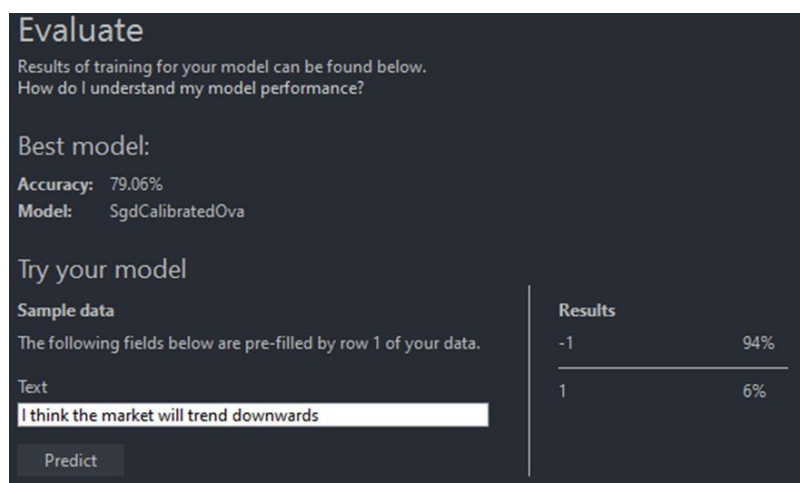 Evaluate
Results of training for your model can be found below.
How do I understand my model performance?
Best model:
Accuracy: 79.06%
Model: SgdCalibratedOva
Try your model
Sample data
The following fields below are pre-filled by row 1 of your data.
Text
I think the market will trend downwards
Predict
Results
-1 94%
1 6%